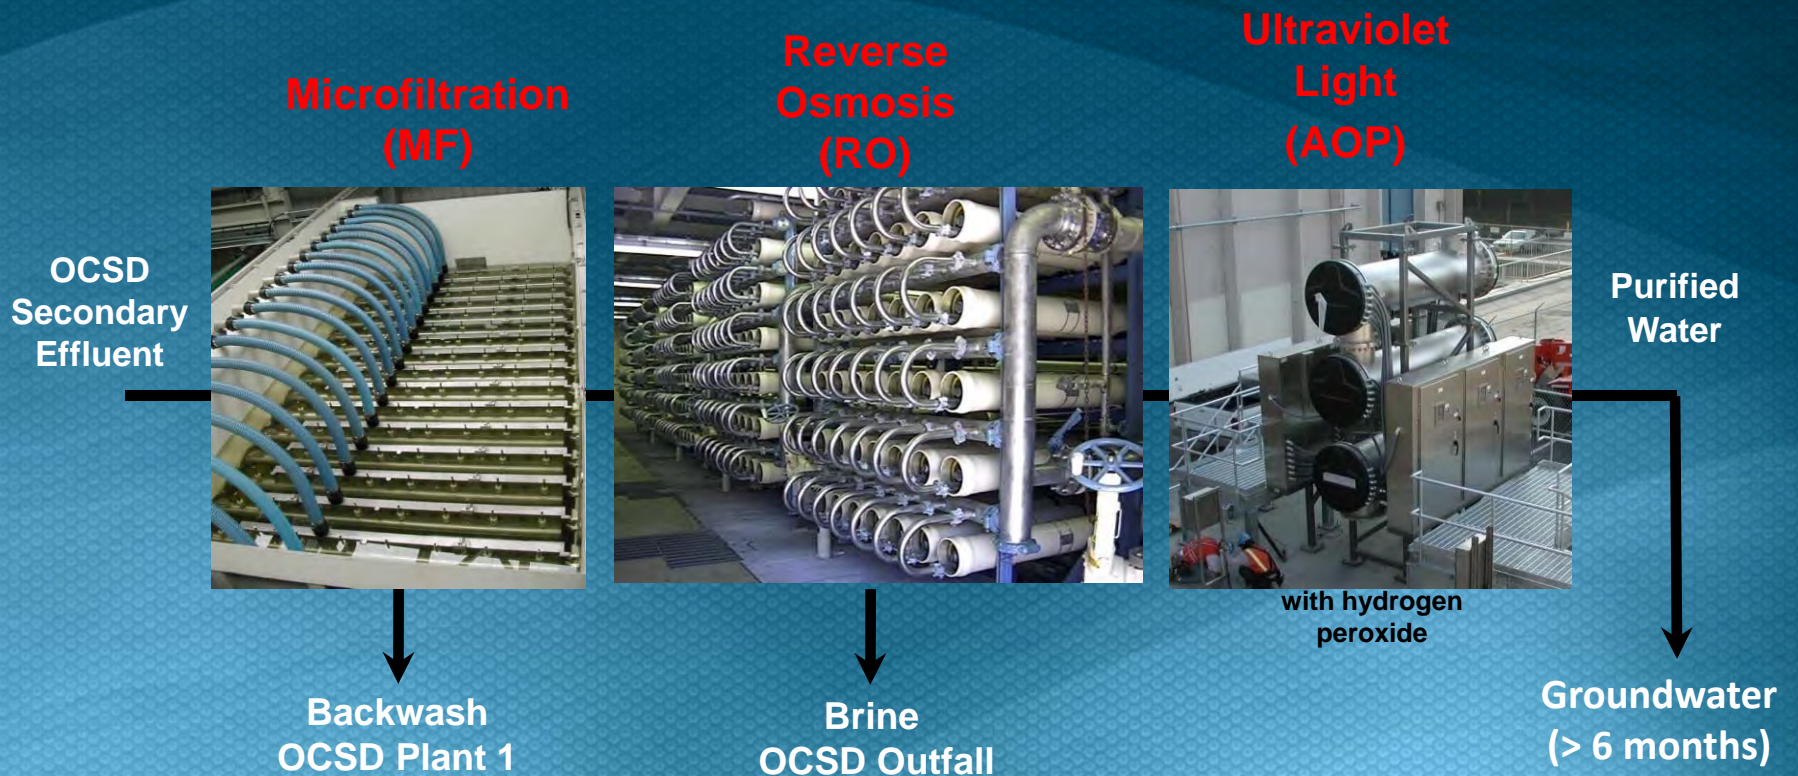 Microfiltration
(MF)
Reverse
Osmosis
(RO)
Ultraviolet
Light
(AOP)
OCSD
Secondary
Effluent
Purified
Water
with hydrogen
peroxide
Backwash
OCSD Plant 1
Brine
OCSD Outfall
Groundwater
(> 6 months)